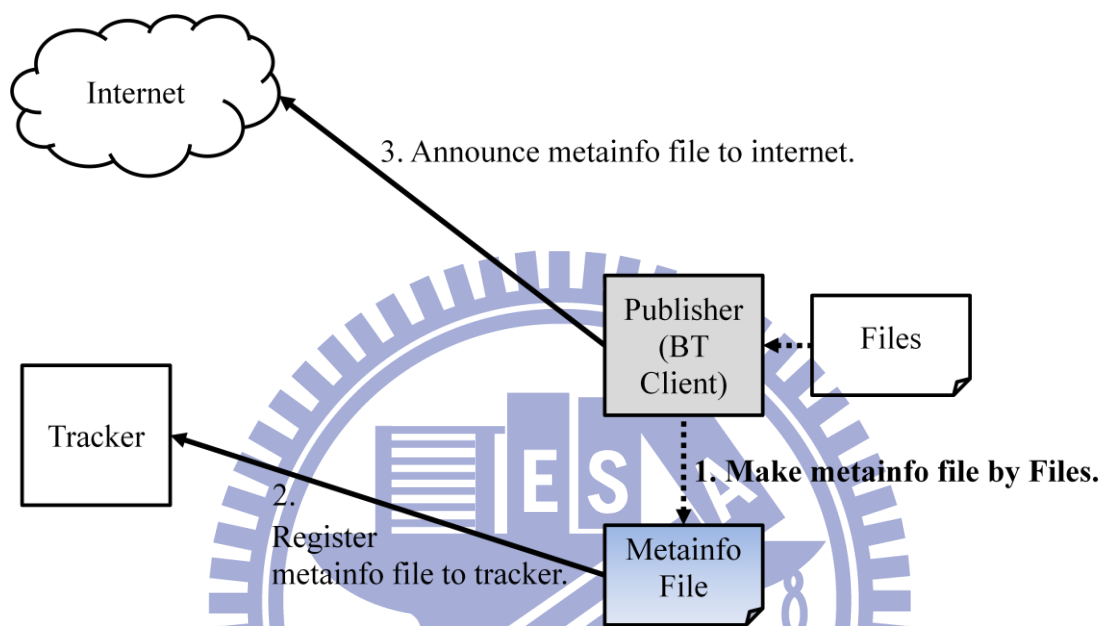 Internet
3. Announce metainfo file to internet.
Publisher
(BT
Client)
Files
Tracker
1. Make metainfo file by Files.
2.
Register
metainfo file to tracker.
Metainfo
File
E S A